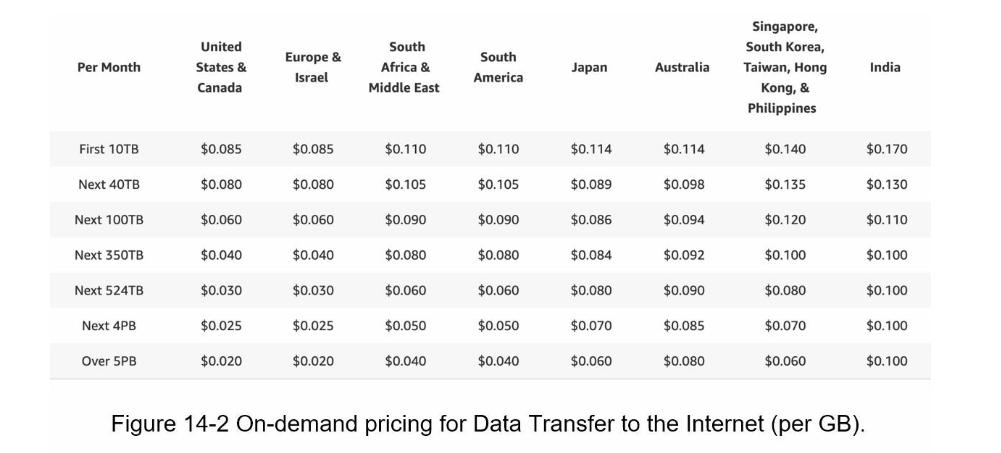 Per Month United States & Canada Europe & Israel South Africa & Middle East South America Japan Australia Singapore, South Korea, Taiwan, Hong Kong, & Philippines India
First 10TB $0.085 $0.085 $0.110 $0.110 $0.114 $0.114 $0.140 $0.170
Next 40TB $0.080 $0.080 $0.105 $0.105 $0.089 $0.098 $0.135 $0.130
Next 100TB $0.060 $0.060 $0.090 $0.090 $0.086 $0.094 $0.120 $0.110
Next 350TB $0.040 $0.040 $0.080 $0.080 $0.084 $0.092 $0.100 $0.100
Next 524TB $0.030 $0.030 $0.060 $0.060 $0.080 $0.090 $0.080 $0.100
Next 4PB $0.025 $0.025 $0.050 $0.050 $0.070 $0.085 $0.070 $0.100
Over 5PB $0.020 $0.020 $0.040 $0.040 $0.060 $0.080 $0.060 $0.100
Figure 14-2 On-demand pricing for Data Transfer to the Internet (per GB).